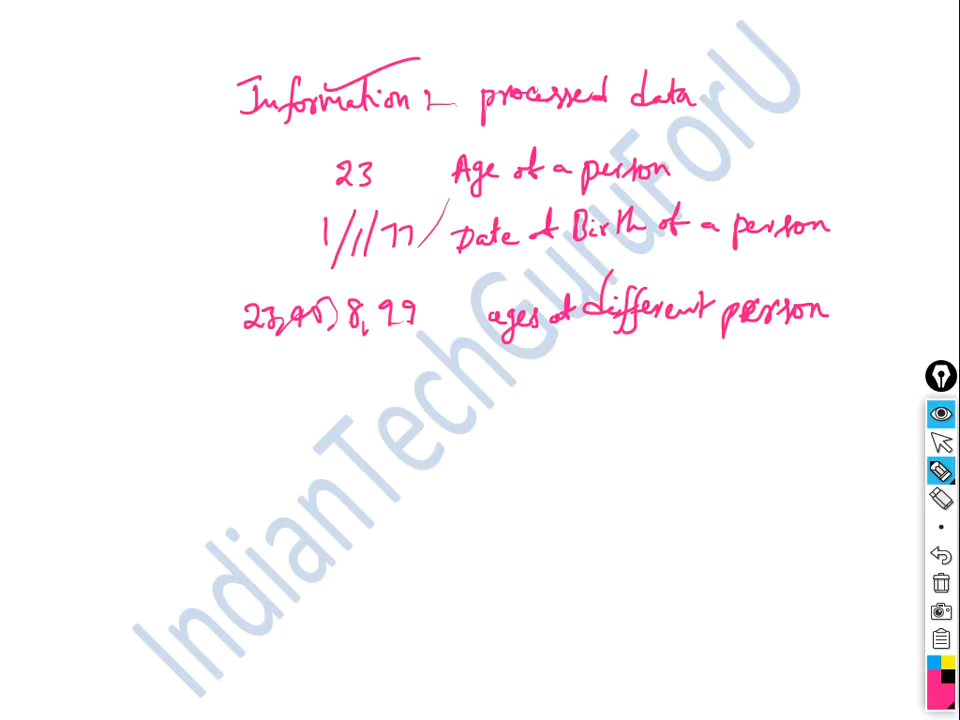 Information :- processed data
23 Age of a person
1/1/77 Date of Birth of a person
23, 45, 8, 99 ages of different person
IndianTechGuruForU